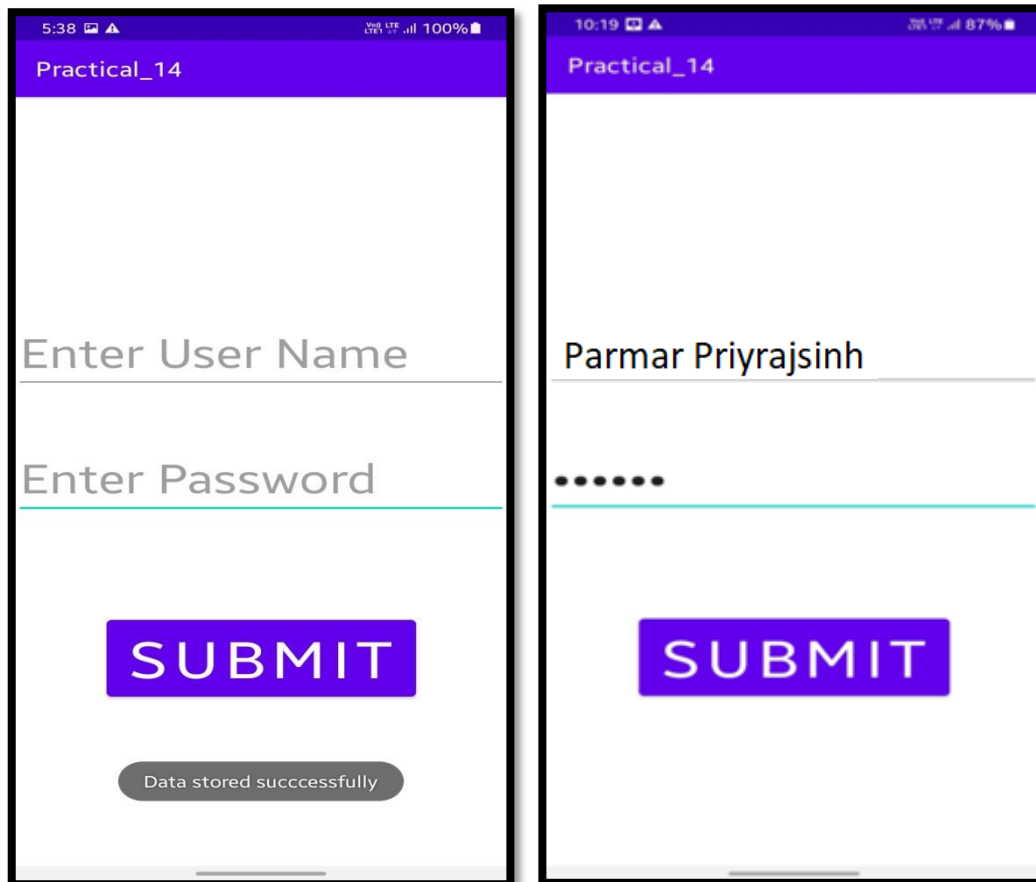 5:38 100%
Practical_14
Enter User Name
Enter Password
SUBMIT
Data stored succcessfully
10:19 87%
Practical_14
Parmar Priyrajsinh
••••••
SUBMIT